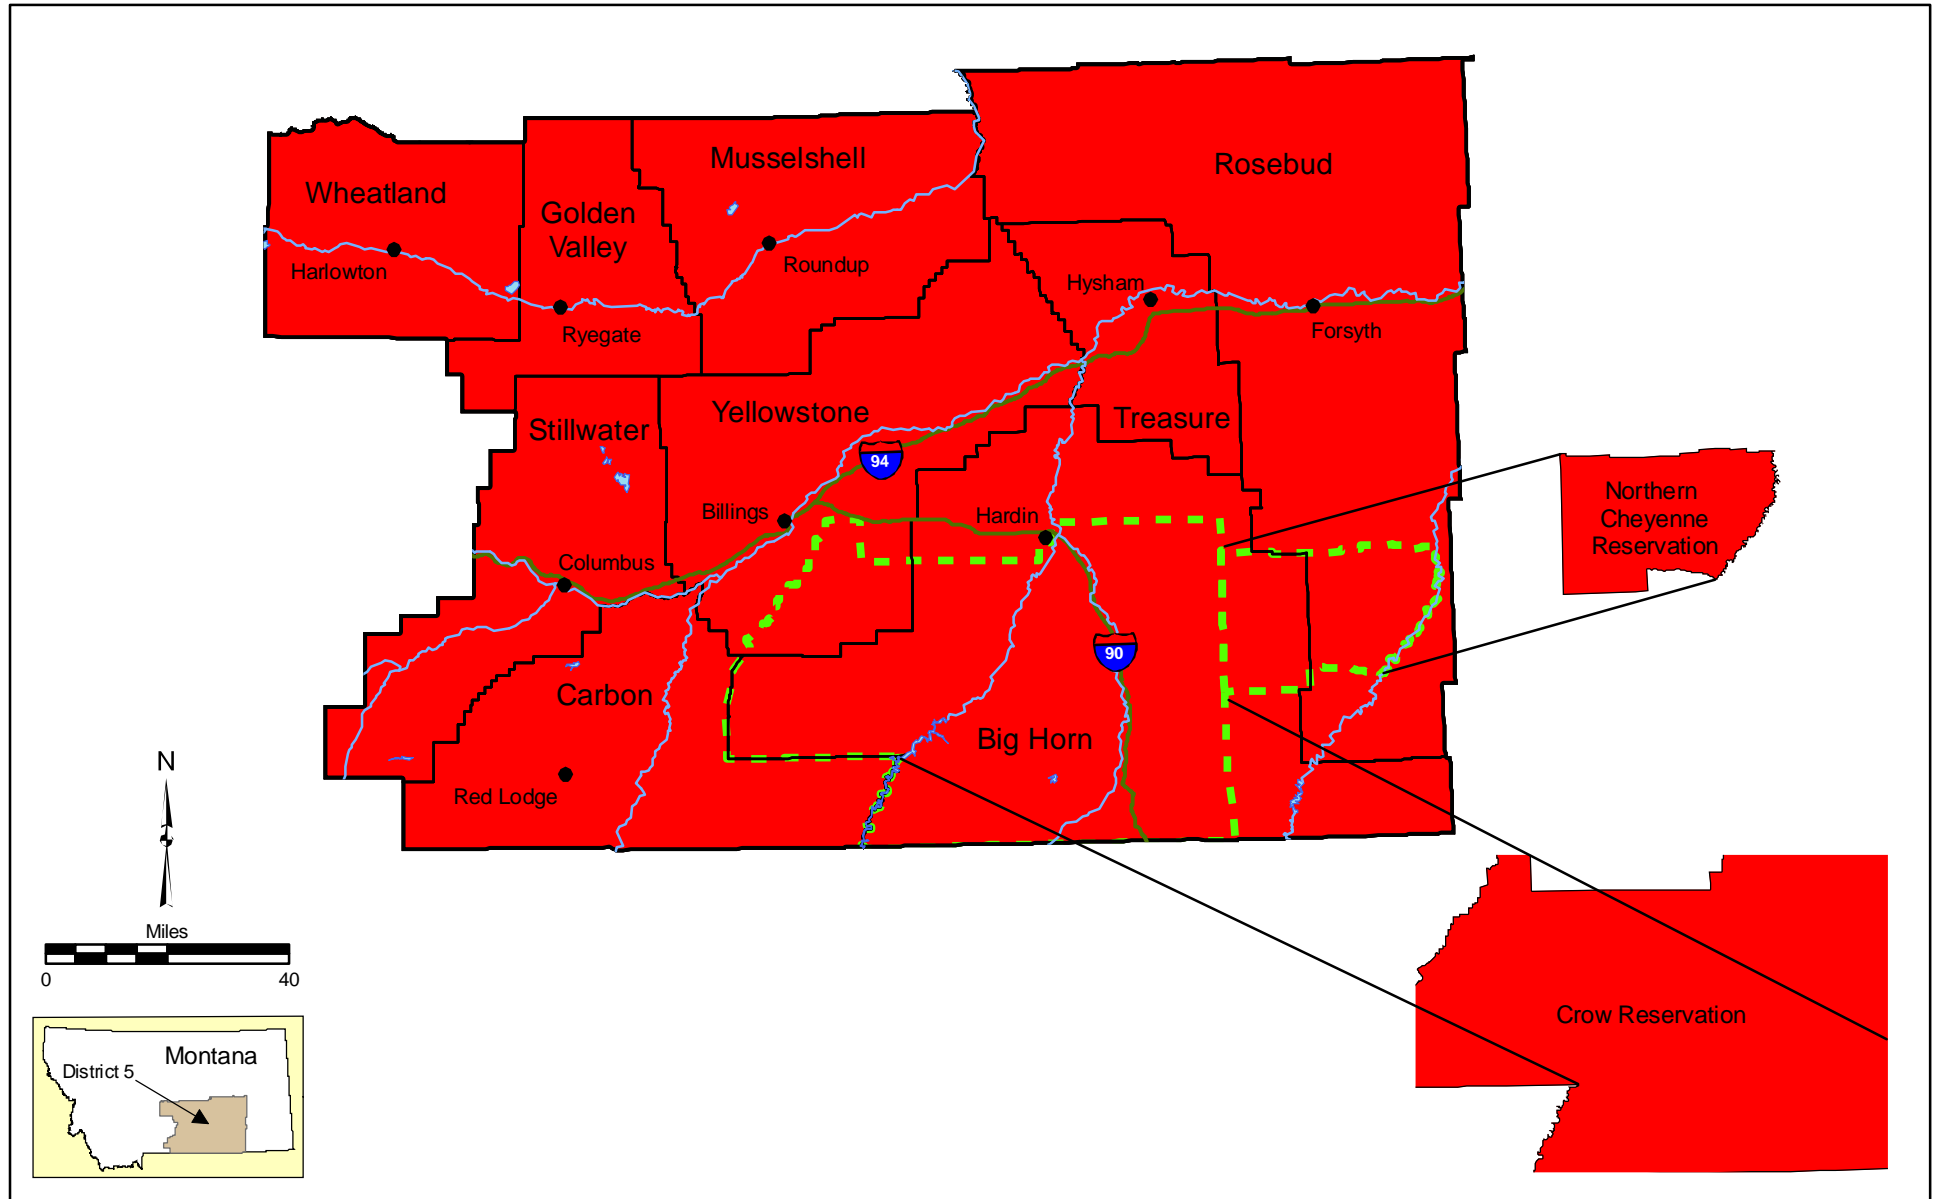 Musselshell
Rosebud
Wheatland
Golden
Valley
Harlowton
Roundup
Hysham
Ryegate
Forsyth
Yellowstone
Treasure
Stillwater
94
Billings
Hardin
Northern
Cheyenne
Reservation
Columbus
90
Carbon
Big Horn
Red Lodge
N
Miles
0
40
Crow Reservation
Montana
District 5